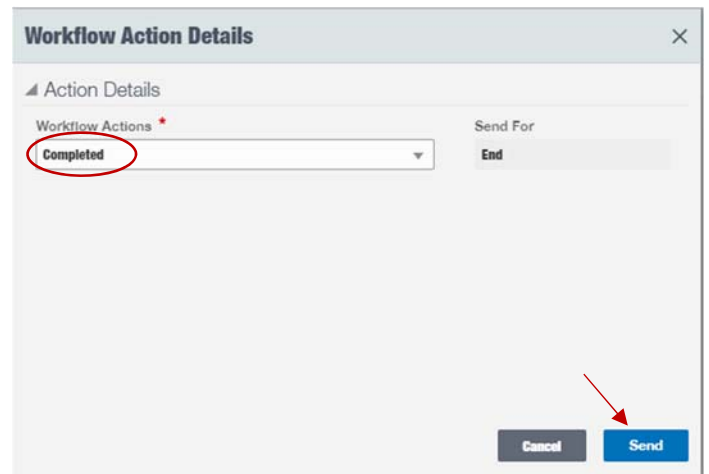 Workflow Action Details
Action Details
Workflow Actions * Send For
Completed End
Cancel Send